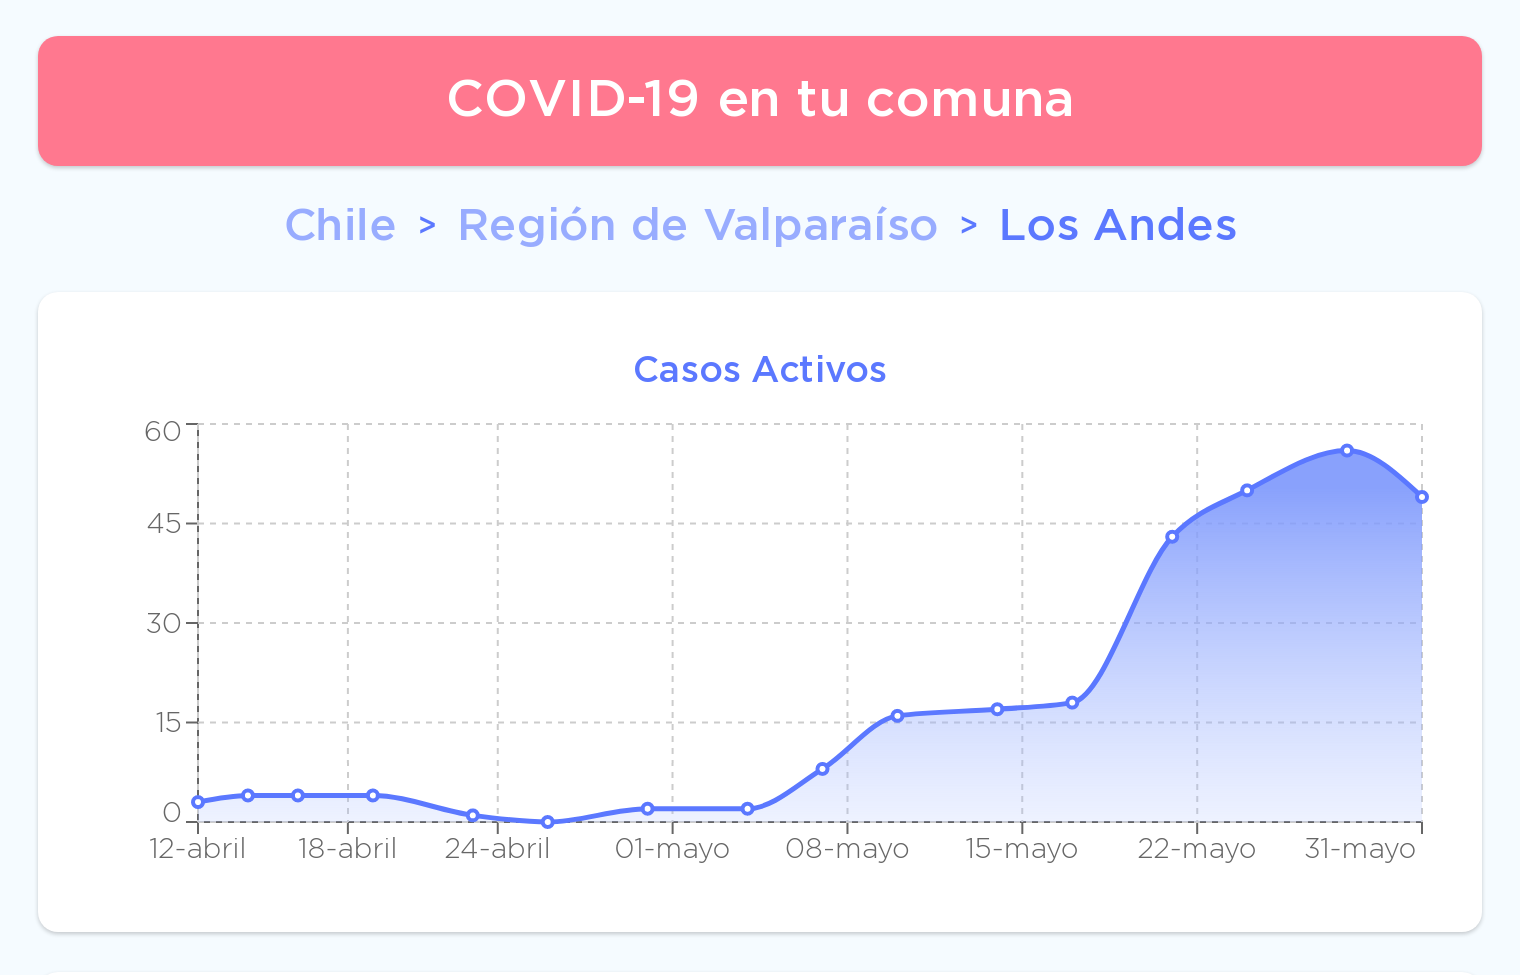 COVID-19 en tu comuna
Chile > Región de Valparaíso > Los Andes
Casos Activos
60
45
30
15
0
12-abril 18-abril 24-abril 01-mayo 08-mayo 15-mayo 22-mayo 31-mayo